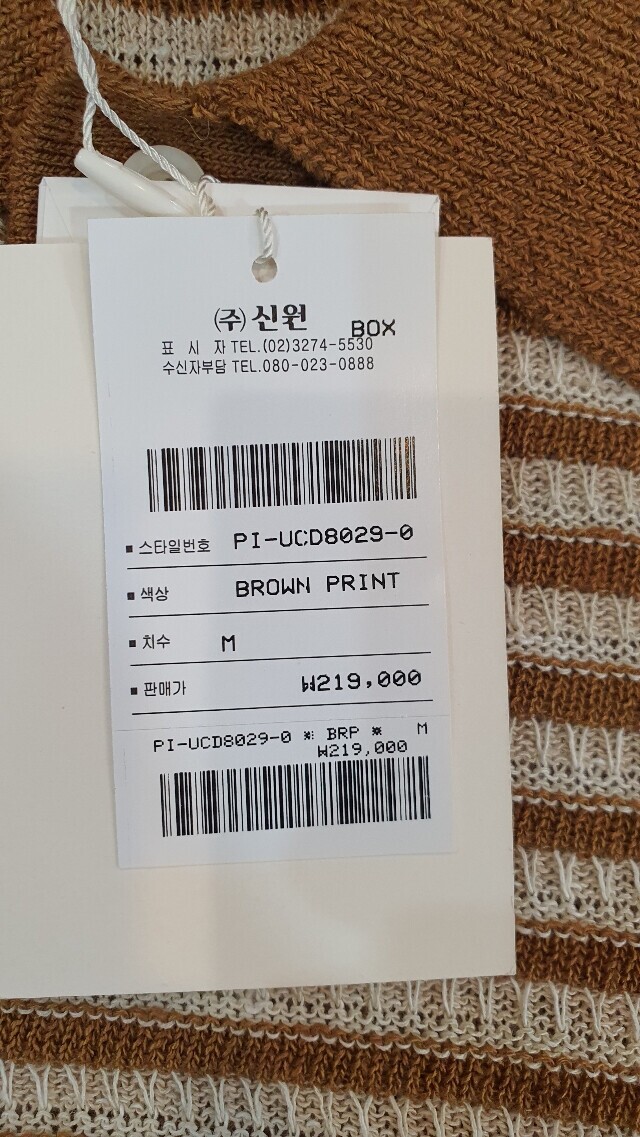 (주)신원 BOX
표 시 자 TEL.(02)3274-5530
수신자부담 TEL.080-023-0888
■ 스타일번호 PI-UCD8029-0
■ 색상 BROWN PRINT
■ 치수 M
■ 판매가 ₩219,000
PI-UCD8029-0 ※ BRP ※ M
₩219,000